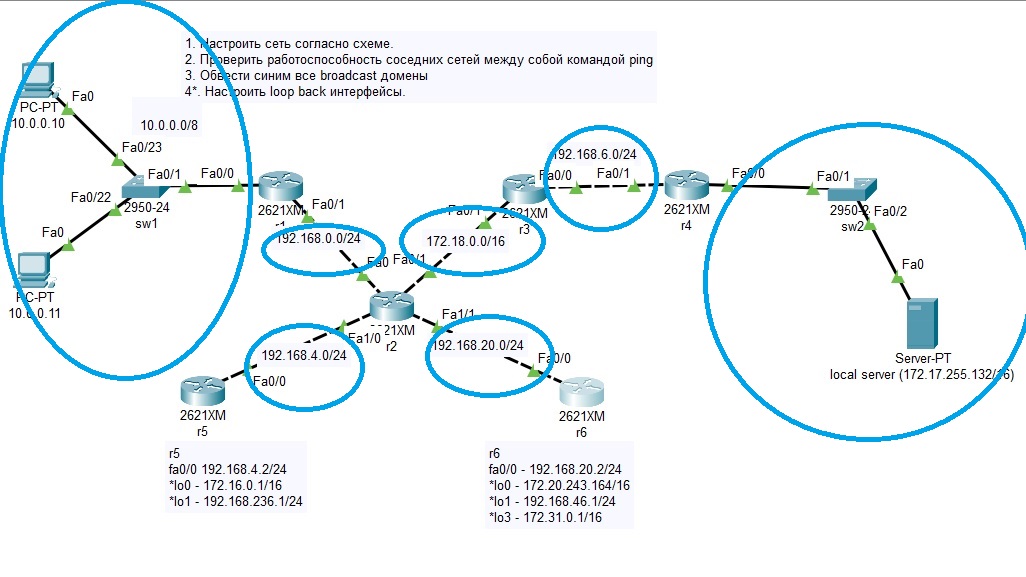 1. Настроить сеть согласно схеме.
2. Проверить работоспособность соседних сетей между собой командой ping
3. Обвести синим все broadcast домены
4*. Настроить loop back интерфейсы.
PC-PT
10.0.0.10
Fa0
10.0.0.0/8
Fa0/23
Fa0/1
Fa0/22
2950-24
sw1
Fa0
PC-PT
10.0.0.11
Fa0/0
2621XM
r1
Fa0/1
192.168.0.0/24
Fa0
Fa0/1
172.18.0.0/16
Fa0/1
2621XM
r3
Fa0/0
192.168.6.0/24
Fa0/1
2621XM
r4
Fa0/0
Fa0/1
sw2
Fa0/2
Fa0
Server-PT
local server (172.17.255.132/16)
r2
Fa1/0
Fa1/1
192.168.4.0/24
Fa0/0
2621XM
r5
192.168.20.0/24
Fa0/0
2621XM
r6
r5
fa0/0 192.168.4.2/24
*lo0 - 172.16.0.1/16
*lo1 - 192.168.236.1/24
r6
fa0/0 - 192.168.20.2/24
*lo0 - 172.20.243.164/16
*lo1 - 192.168.46.1/24
*lo3 - 172.31.0.1/16